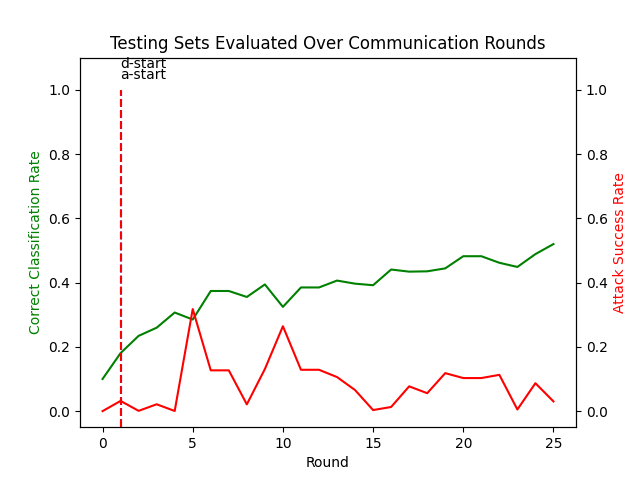 Testing Sets Evaluated Over Communication Rounds
d-start
a-start
Correct Classification Rate
1.0
0.8
0.6
0.4
0.2
0.0
1.0
0.8
0.6
0.4
0.2
0.0
Attack Success Rate
0 5 10 15 20 25
Round